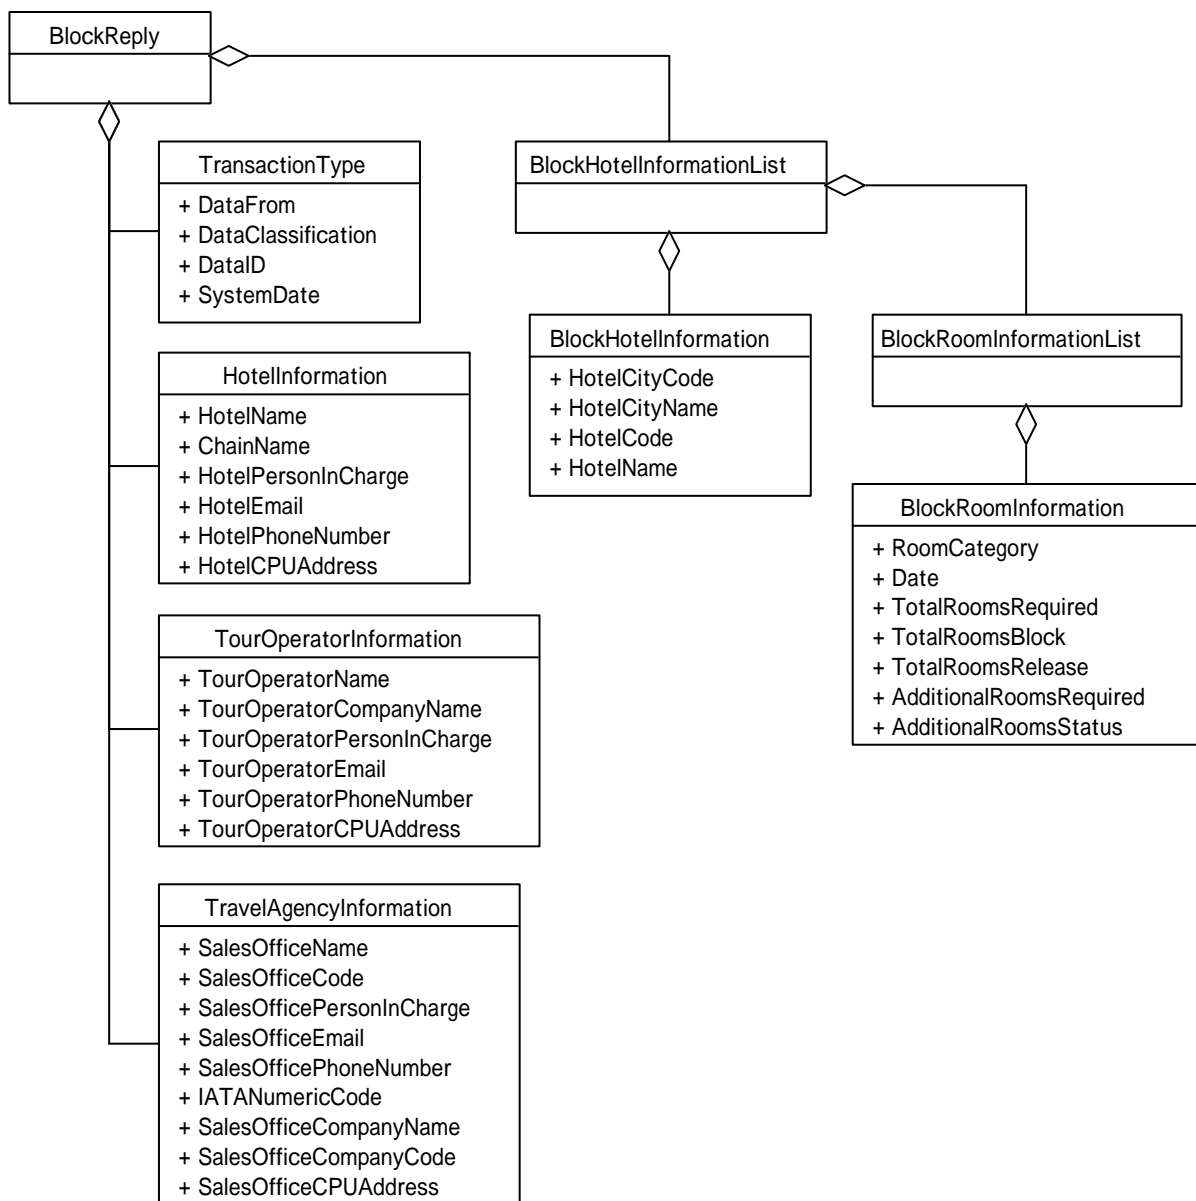 BlockReply
TransactionType
+ DataFrom
+ DataClassification
+ DataID
+ SystemDate
HotelInformation
+ HotelName
+ ChainName
+ HotelPersonInCharge
+ HotelEmail
+ HotelPhoneNumber
+ HotelCPUAddress
TourOperatorInformation
+ TourOperatorName
+ TourOperatorCompanyName
+ TourOperatorPersonInCharge
+ TourOperatorEmail
+ TourOperatorPhoneNumber
+ TourOperatorCPUAddress
TravelAgencyInformation
+ SalesOfficeName
+ SalesOfficeCode
+ SalesOfficePersonInCharge
+ SalesOfficeEmail
+ SalesOfficePhoneNumber
+ IATANumericCode
+ SalesOfficeCompanyName
+ SalesOfficeCompanyCode
+ SalesOfficeCPUAddress
BlockHotelInformationList
BlockHotelInformation
+ HotelCityCode
+ HotelCityName
+ HotelCode
+ HotelName
BlockRoomInformationList
BlockRoomInformation
+ RoomCategory
+ Date
+ TotalRoomsRequired
+ TotalRoomsBlock
+ TotalRoomsRelease
+ AdditionalRoomsRequired
+ AdditionalRoomsStatus